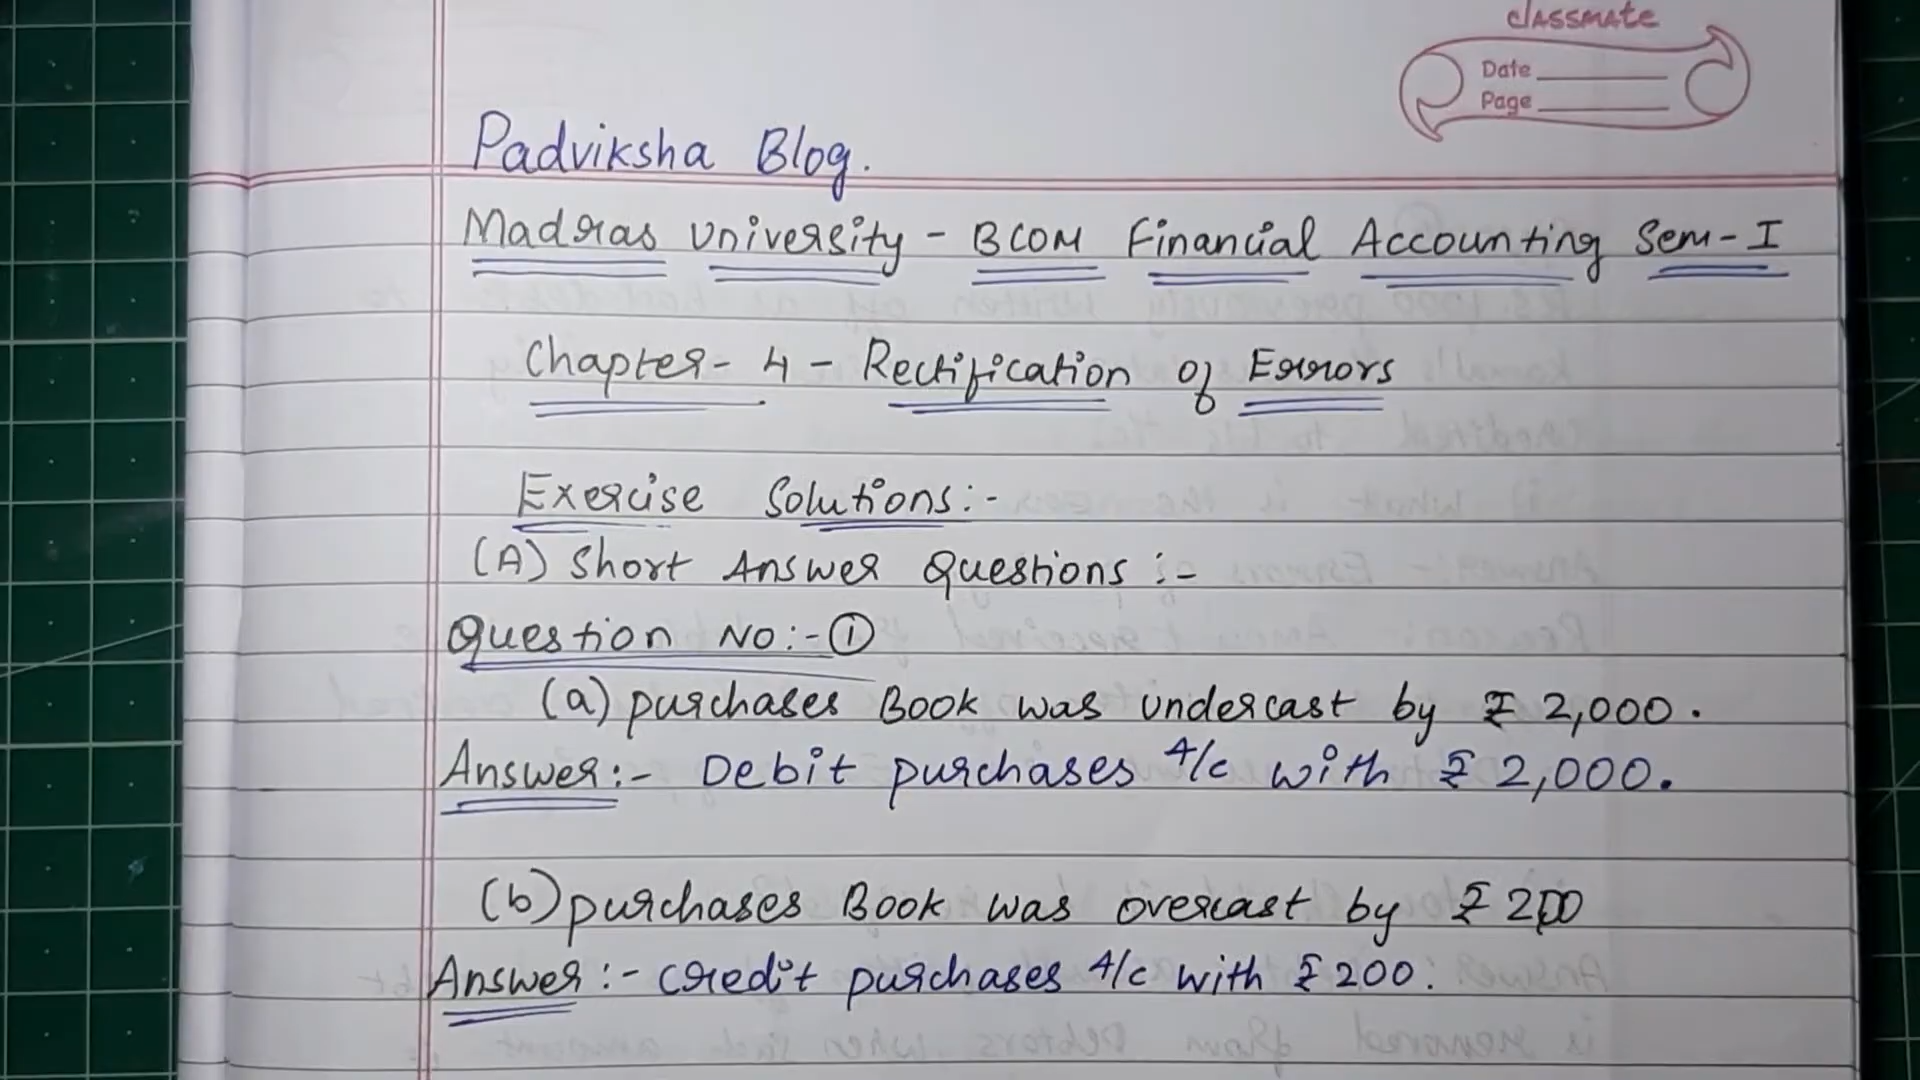 classmate
Date
Page
Padviksha Blog.
Madras University - BCOM Financial Accounting Sem-I
Chapter- 4 - Rectification of Errors
Exercise Solutions:-
(A) Short Answer Questions :-
Question No:- ①
(a) purchases Book was undercast by ₹ 2,000.
Answer:- Debit purchases A/c with ₹ 2,000.
(b) purchases Book was overcast by ₹ 200
Answer :- credit purchases A/c with ₹ 200.